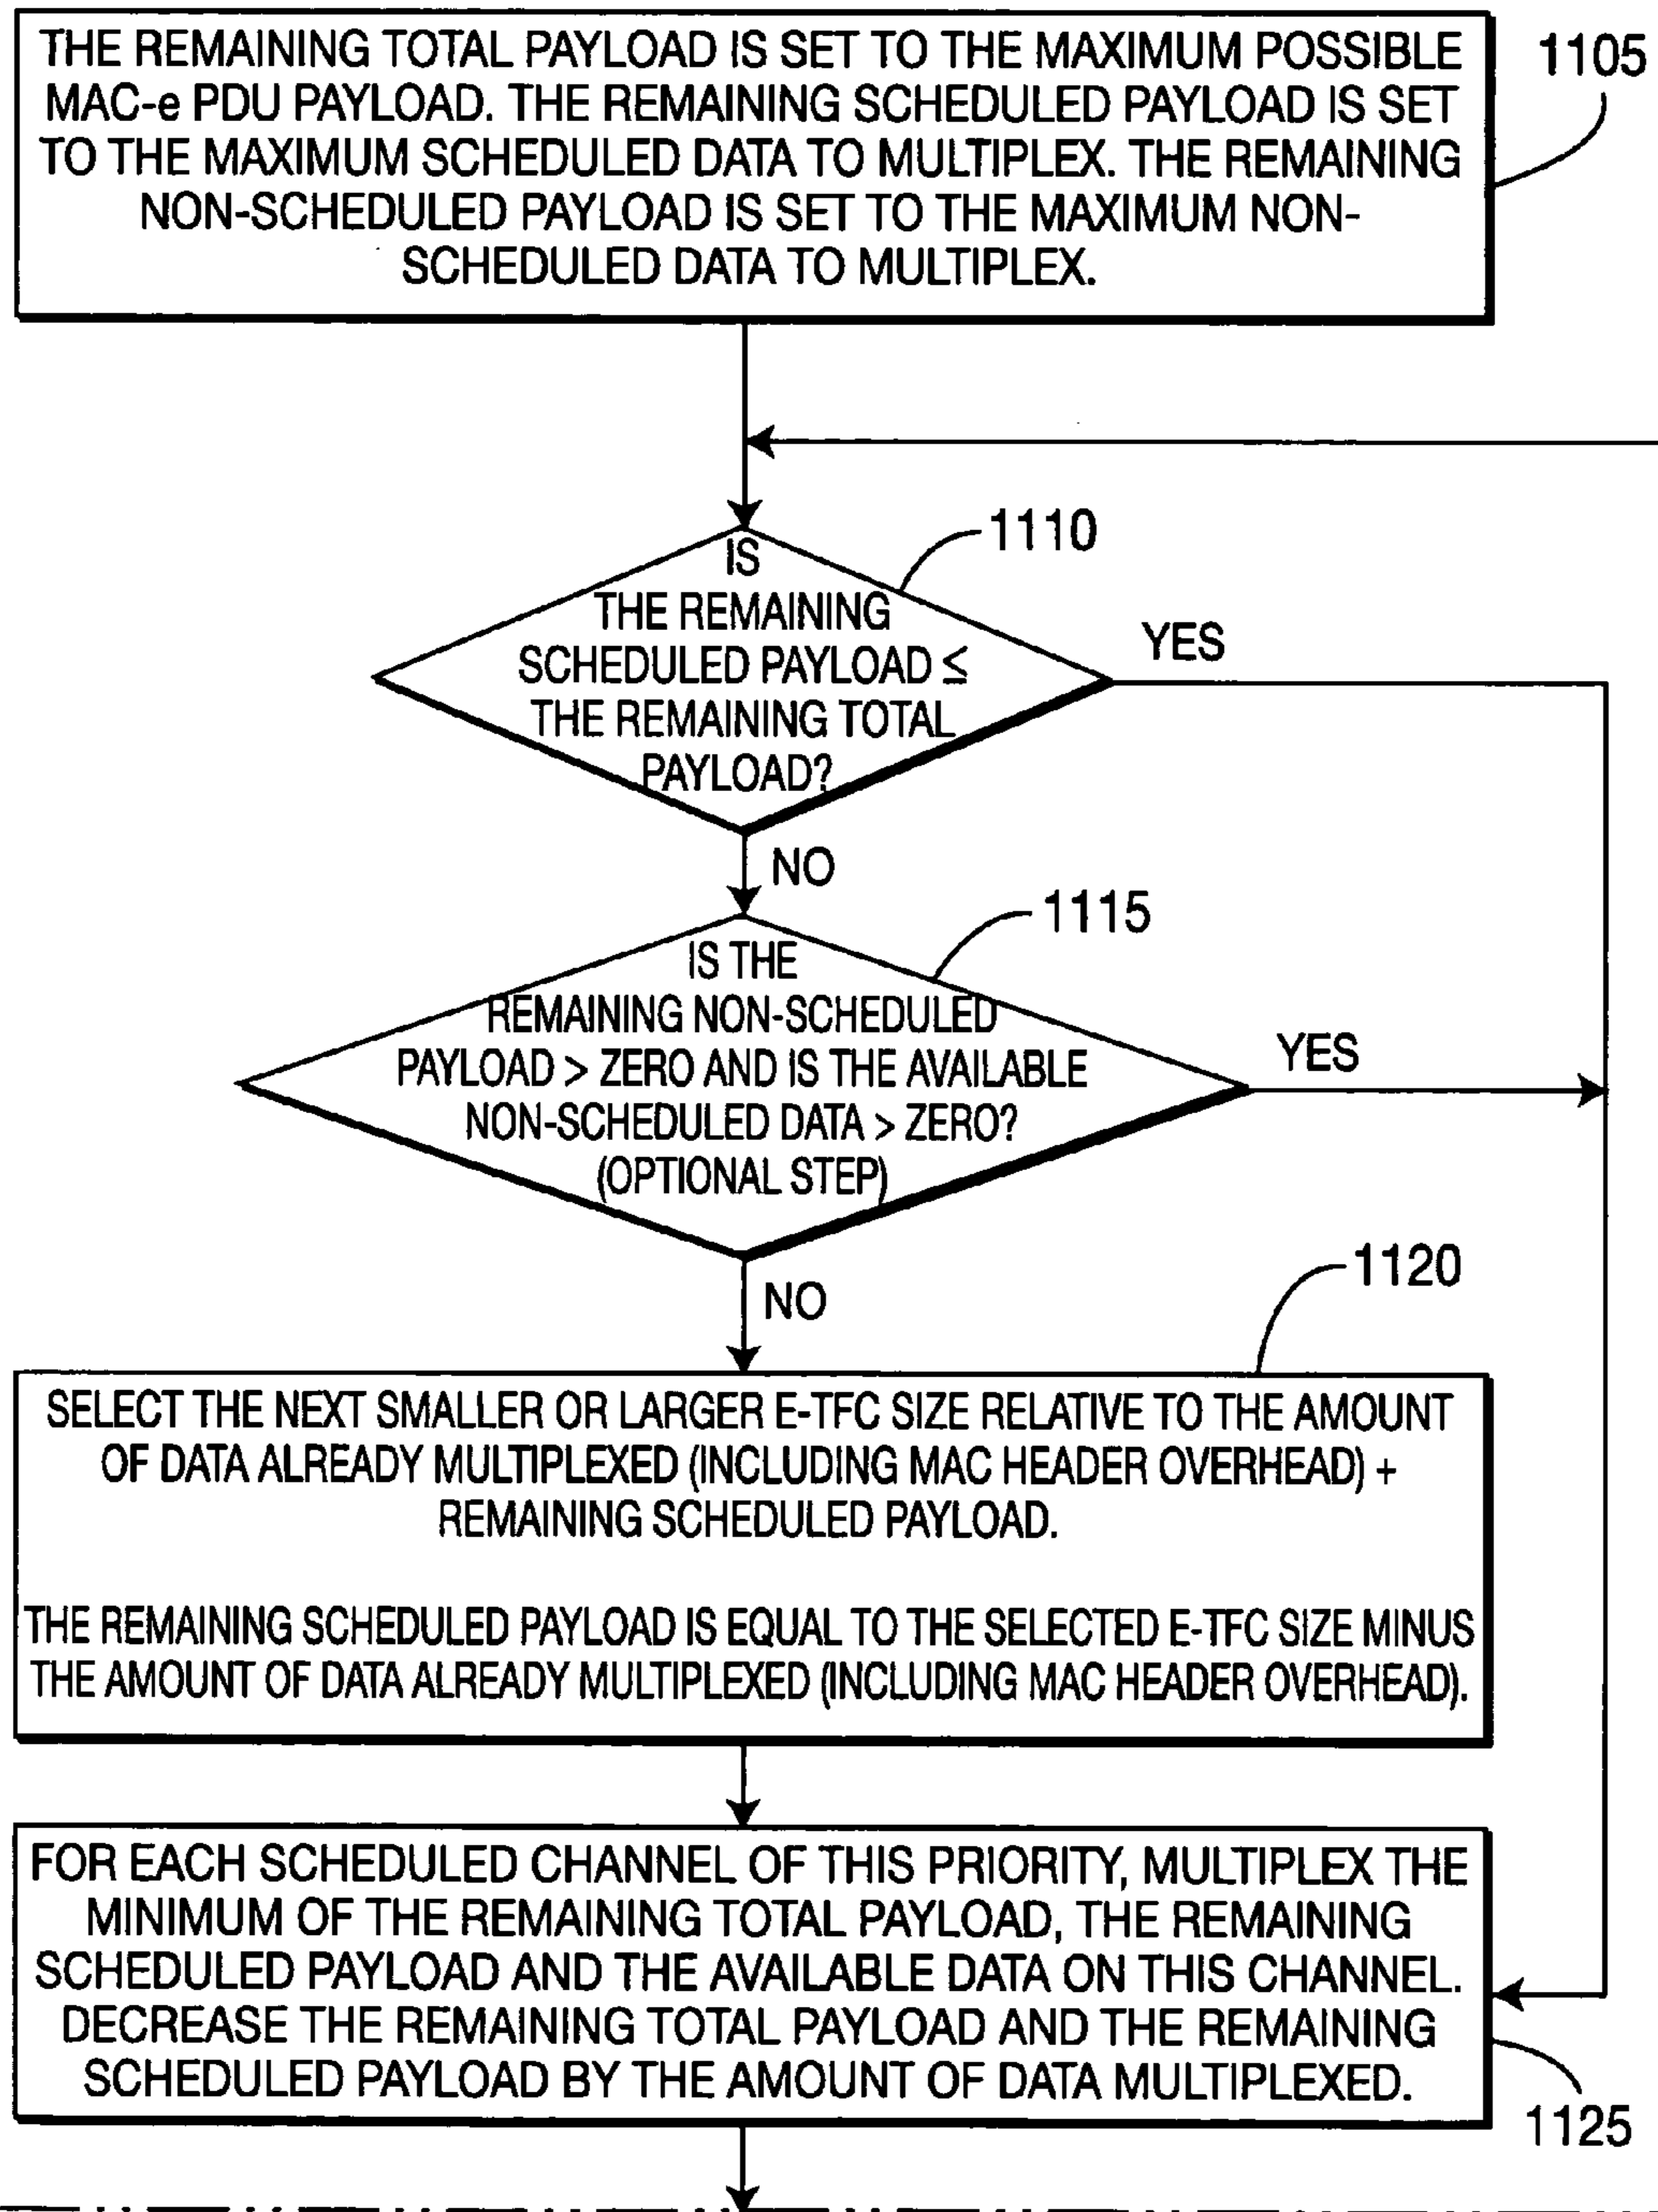 THE REMAINING TOTAL PAYLOAD IS SET TO THE MAXIMUM POSSIBLE
MAC-e PDU PAYLOAD. THE REMAINING SCHEDULED PAYLOAD IS SET
TO THE MAXIMUM SCHEDULED DATA TO MULTIPLEX. THE REMAINING
NON-SCHEDULED PAYLOAD IS SET TO THE MAXIMUM NON-
SCHEDULED DATA TO MULTIPLEX.
1105
1110
IS
THE REMAINING
SCHEDULED PAYLOAD ≤
THE REMAINING TOTAL
PAYLOAD?
YES
NO
1115
IS THE
REMAINING NON-SCHEDULED
PAYLOAD > ZERO AND IS THE AVAILABLE
NON-SCHEDULED DATA > ZERO?
(OPTIONAL STEP)
YES
NO
1120
SELECT THE NEXT SMALLER OR LARGER E-TFC SIZE RELATIVE TO THE AMOUNT
OF DATA ALREADY MULTIPLEXED (INCLUDING MAC HEADER OVERHEAD) +
REMAINING SCHEDULED PAYLOAD.
THE REMAINING SCHEDULED PAYLOAD IS EQUAL TO THE SELECTED E-TFC SIZE MINUS
THE AMOUNT OF DATA ALREADY MULTIPLEXED (INCLUDING MAC HEADER OVERHEAD).
FOR EACH SCHEDULED CHANNEL OF THIS PRIORITY, MULTIPLEX THE
MINIMUM OF THE REMAINING TOTAL PAYLOAD, THE REMAINING
SCHEDULED PAYLOAD AND THE AVAILABLE DATA ON THIS CHANNEL.
DECREASE THE REMAINING TOTAL PAYLOAD AND THE REMAINING
SCHEDULED PAYLOAD BY THE AMOUNT OF DATA MULTIPLEXED.
1125